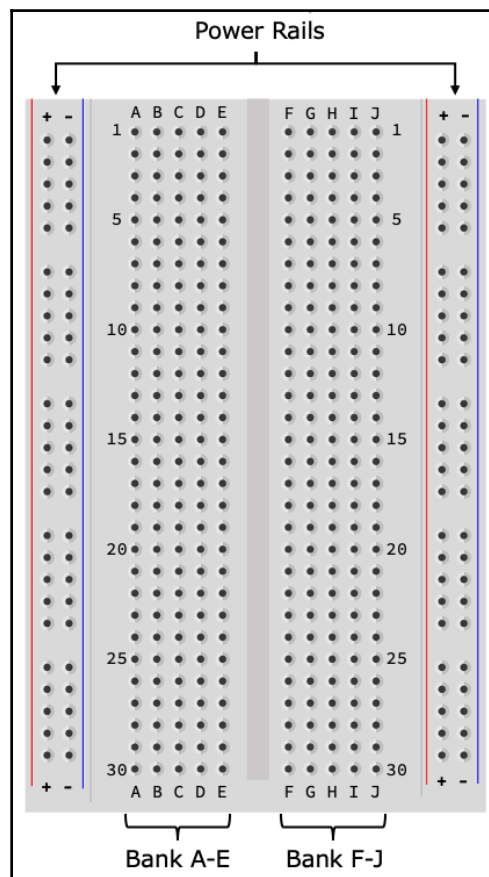 Power Rails
+ - A B C D E F G H I J + -
1 1
5 5
10 10
15 15
20 20
25 25
30 30
+ - A B C D E F G H I J + -
Bank A-E Bank F-J